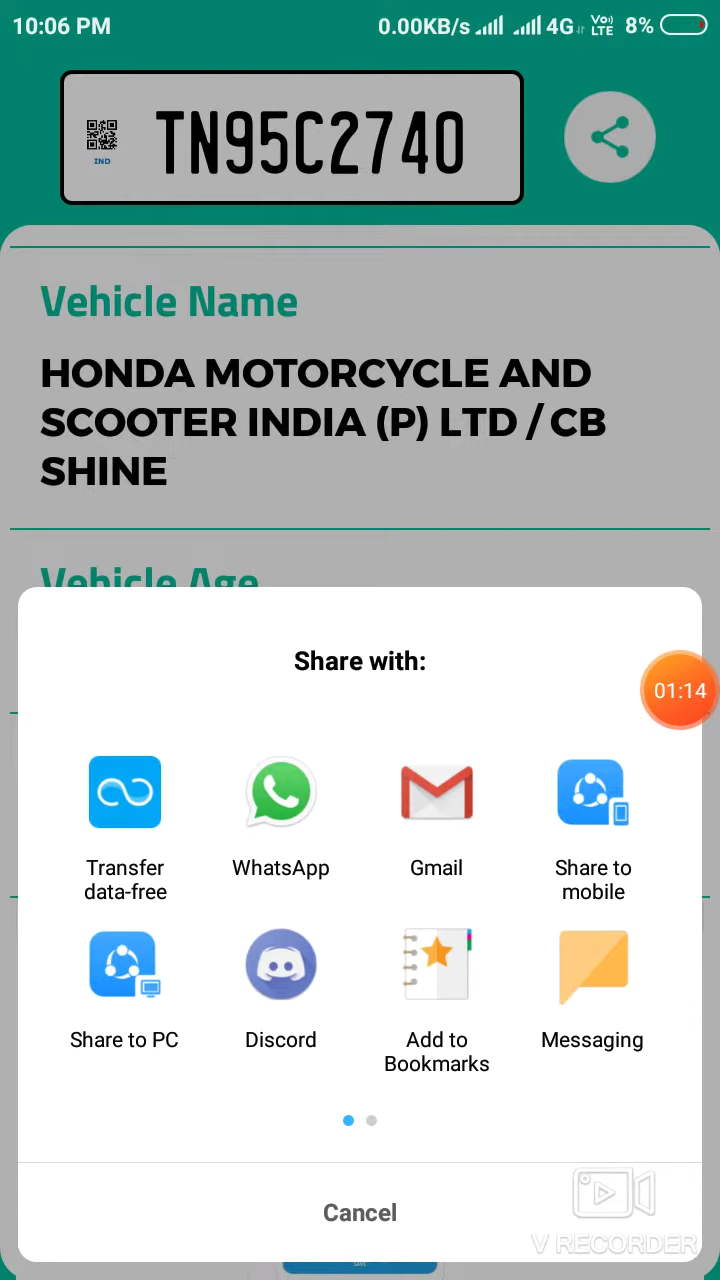 10:06 PM 0.00KB/s 4G Vo) LTE 8%
IND TN95C2740
Vehicle Name
HONDA MOTORCYCLE AND
SCOOTER INDIA (P) LTD / CB
SHINE
Vehicle Age
Share with:
01:14
Transfer
data-free
WhatsApp
Gmail
Share to
mobile
Share to PC
Discord
Add to
Bookmarks
Messaging
Cancel
V RECORDER